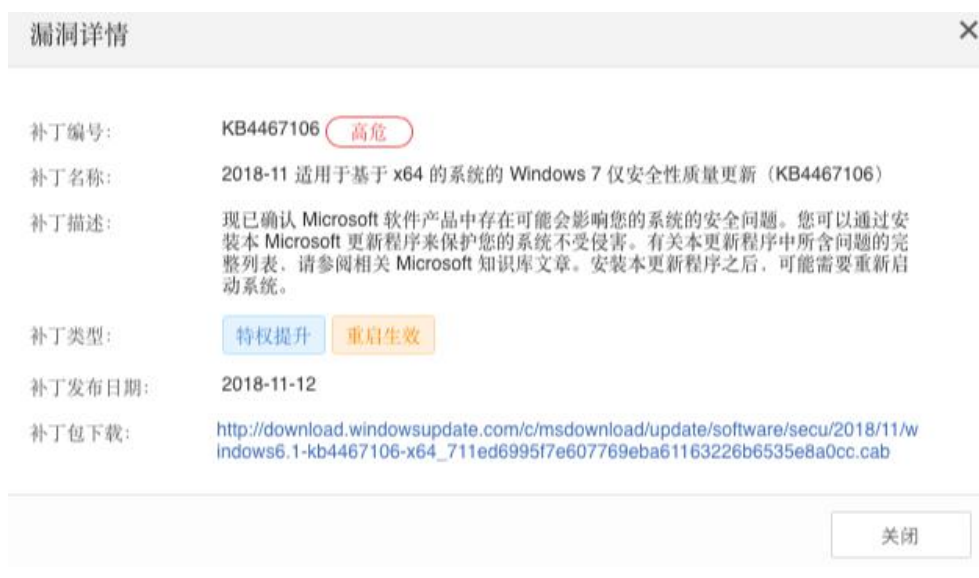 漏洞详情
补丁编号: KB4467106 高危
补丁名称: 2018-11 适用于基于 x64 的系统的 Windows 7 仅安全性质量更新（KB4467106）
补丁描述: 现已确认 Microsoft 软件产品中存在可能会影响您的系统的安全问题。您可以通过安
装本 Microsoft 更新程序来保护您的系统不受侵害。有关本更新程序中所含问题的完
整列表，请参阅相关 Microsoft 知识库文章。安装本更新程序之后，可能需要重新启
动系统。
补丁类型: 特权提升 重启生效
补丁发布日期: 2018-11-12
补丁包下载: http://download.windowsupdate.com/c/msdownload/update/software/secu/2018/11/w
indows6.1-kb4467106-x64_711ed6995f7e607769eba61163226b6535e8a0cc.cab
关闭